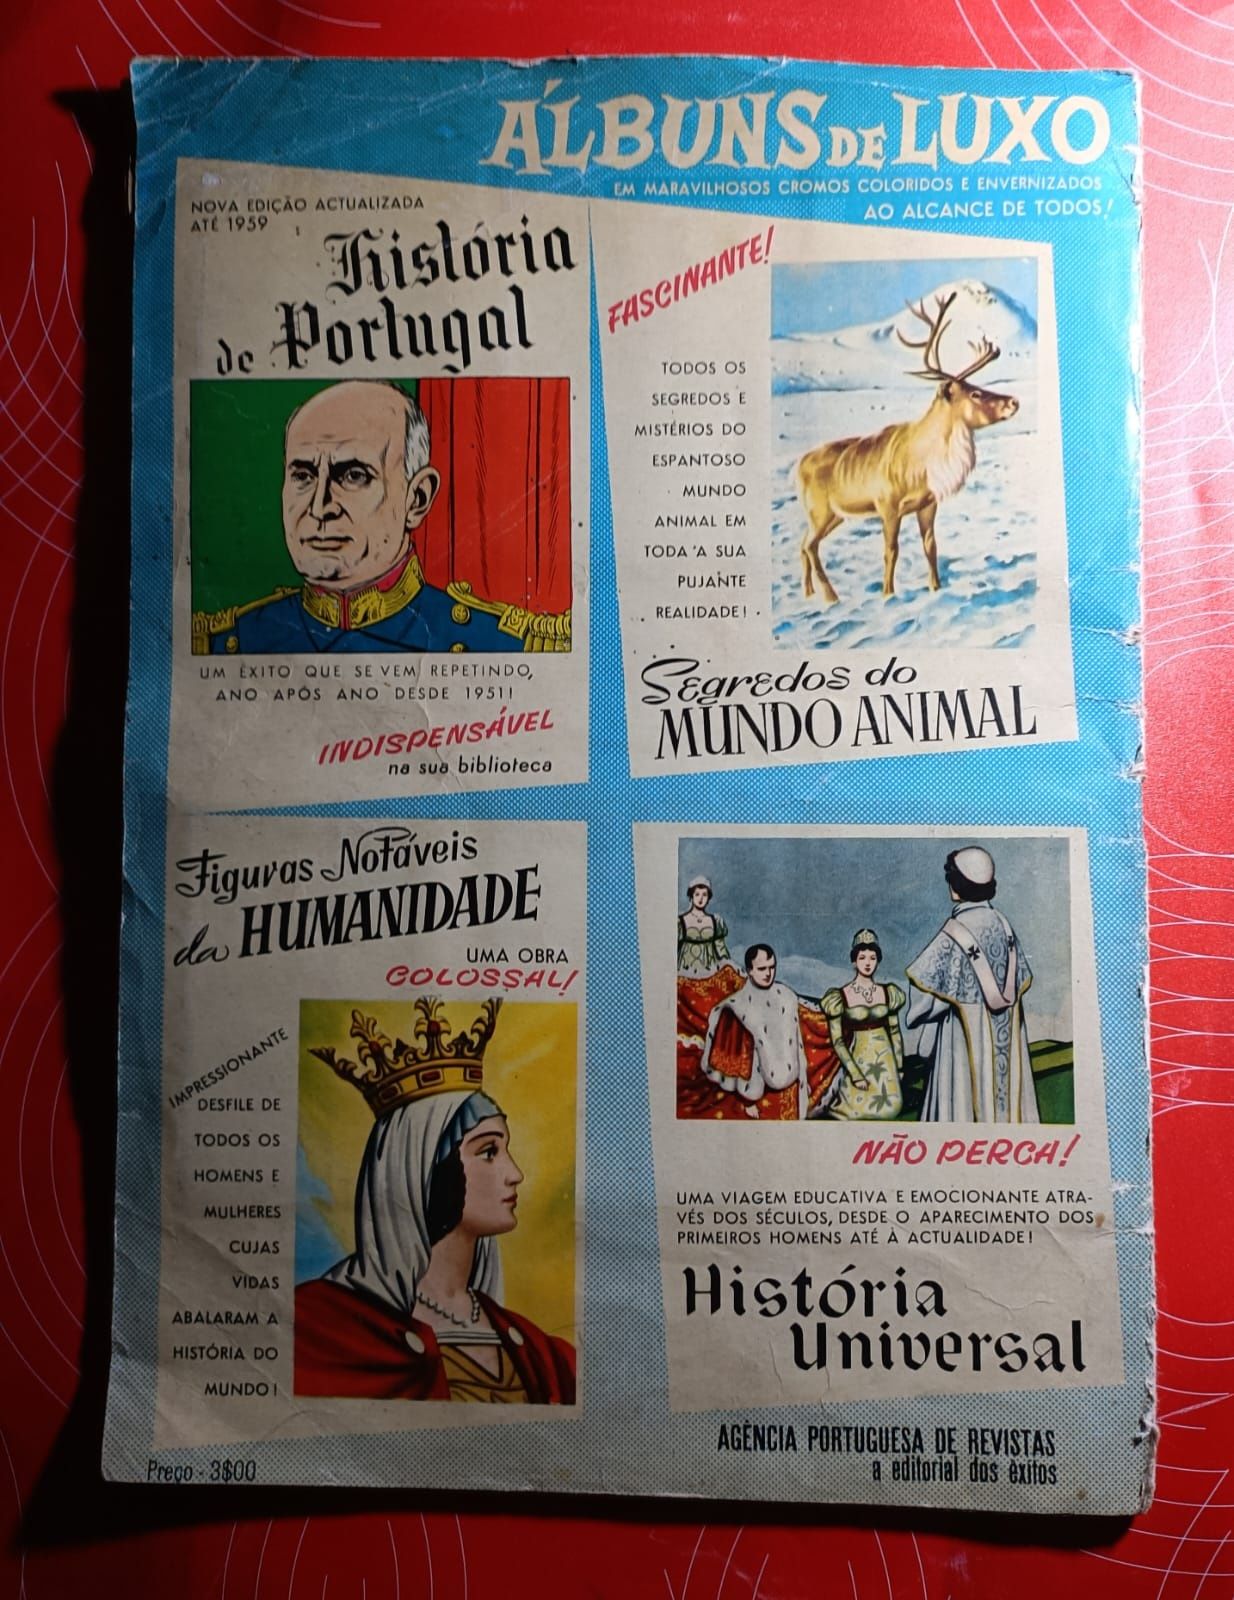 ÁLBUNS DE LUXO
EM MARAVILHOSOS CROMOS COLORIDOS E ENVERNIZADOS
AO ALCANCE DE TODOS!
NOVA EDIÇÃO ACTUALIZADA
ATÉ 1959
História
de Portugal
UM ÊXITO QUE SE VEM REPETINDO,
ANO APÓS ANO DESDE 1951!
INDISPENSÁVEL
na sua biblioteca
FASCINANTE!
TODOS OS
SEGREDOS E
MISTÉRIOS DO
ESPANTOSO
MUNDO
ANIMAL EM
TODA A SUA
PUJANTE
REALIDADE!
Segredos do
MUNDO ANIMAL
Figuras Notáveis
da HUMANIDADE
UMA OBRA
COLOSSAL!
IMPRESSIONANTE
DESFILE DE
TODOS OS
HOMENS E
MULHERES
CUJAS
VIDAS
ABALARAM A
HISTÓRIA DO
MUNDO!
NÃO PERCA!
UMA VIAGEM EDUCATIVA E EMOCIONANTE ATRA-
VÉS DOS SÉCULOS, DESDE O APARECIMENTO DOS
PRIMEIROS HOMENS ATÉ À ACTUALIDADE!
História
Universal
AGÊNCIA PORTUGUESA DE REVISTAS
a editorial dos êxitos
Preço - 3$00